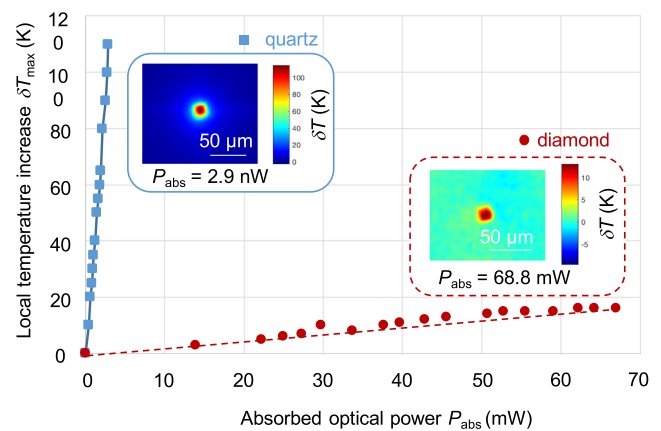 Local temperature increase δTmax (K)
12
0
10
0
80
60
40
20
0
0 10 20 30 40 50 60 70
Absorbed optical power Pabs (mW)
quartz
50 µm
100
80
60
40
20
0
δT (K)
Pabs = 2.9 nW
diamond
50 µm
10
5
0
-5
δT (K)
Pabs = 68.8 mW